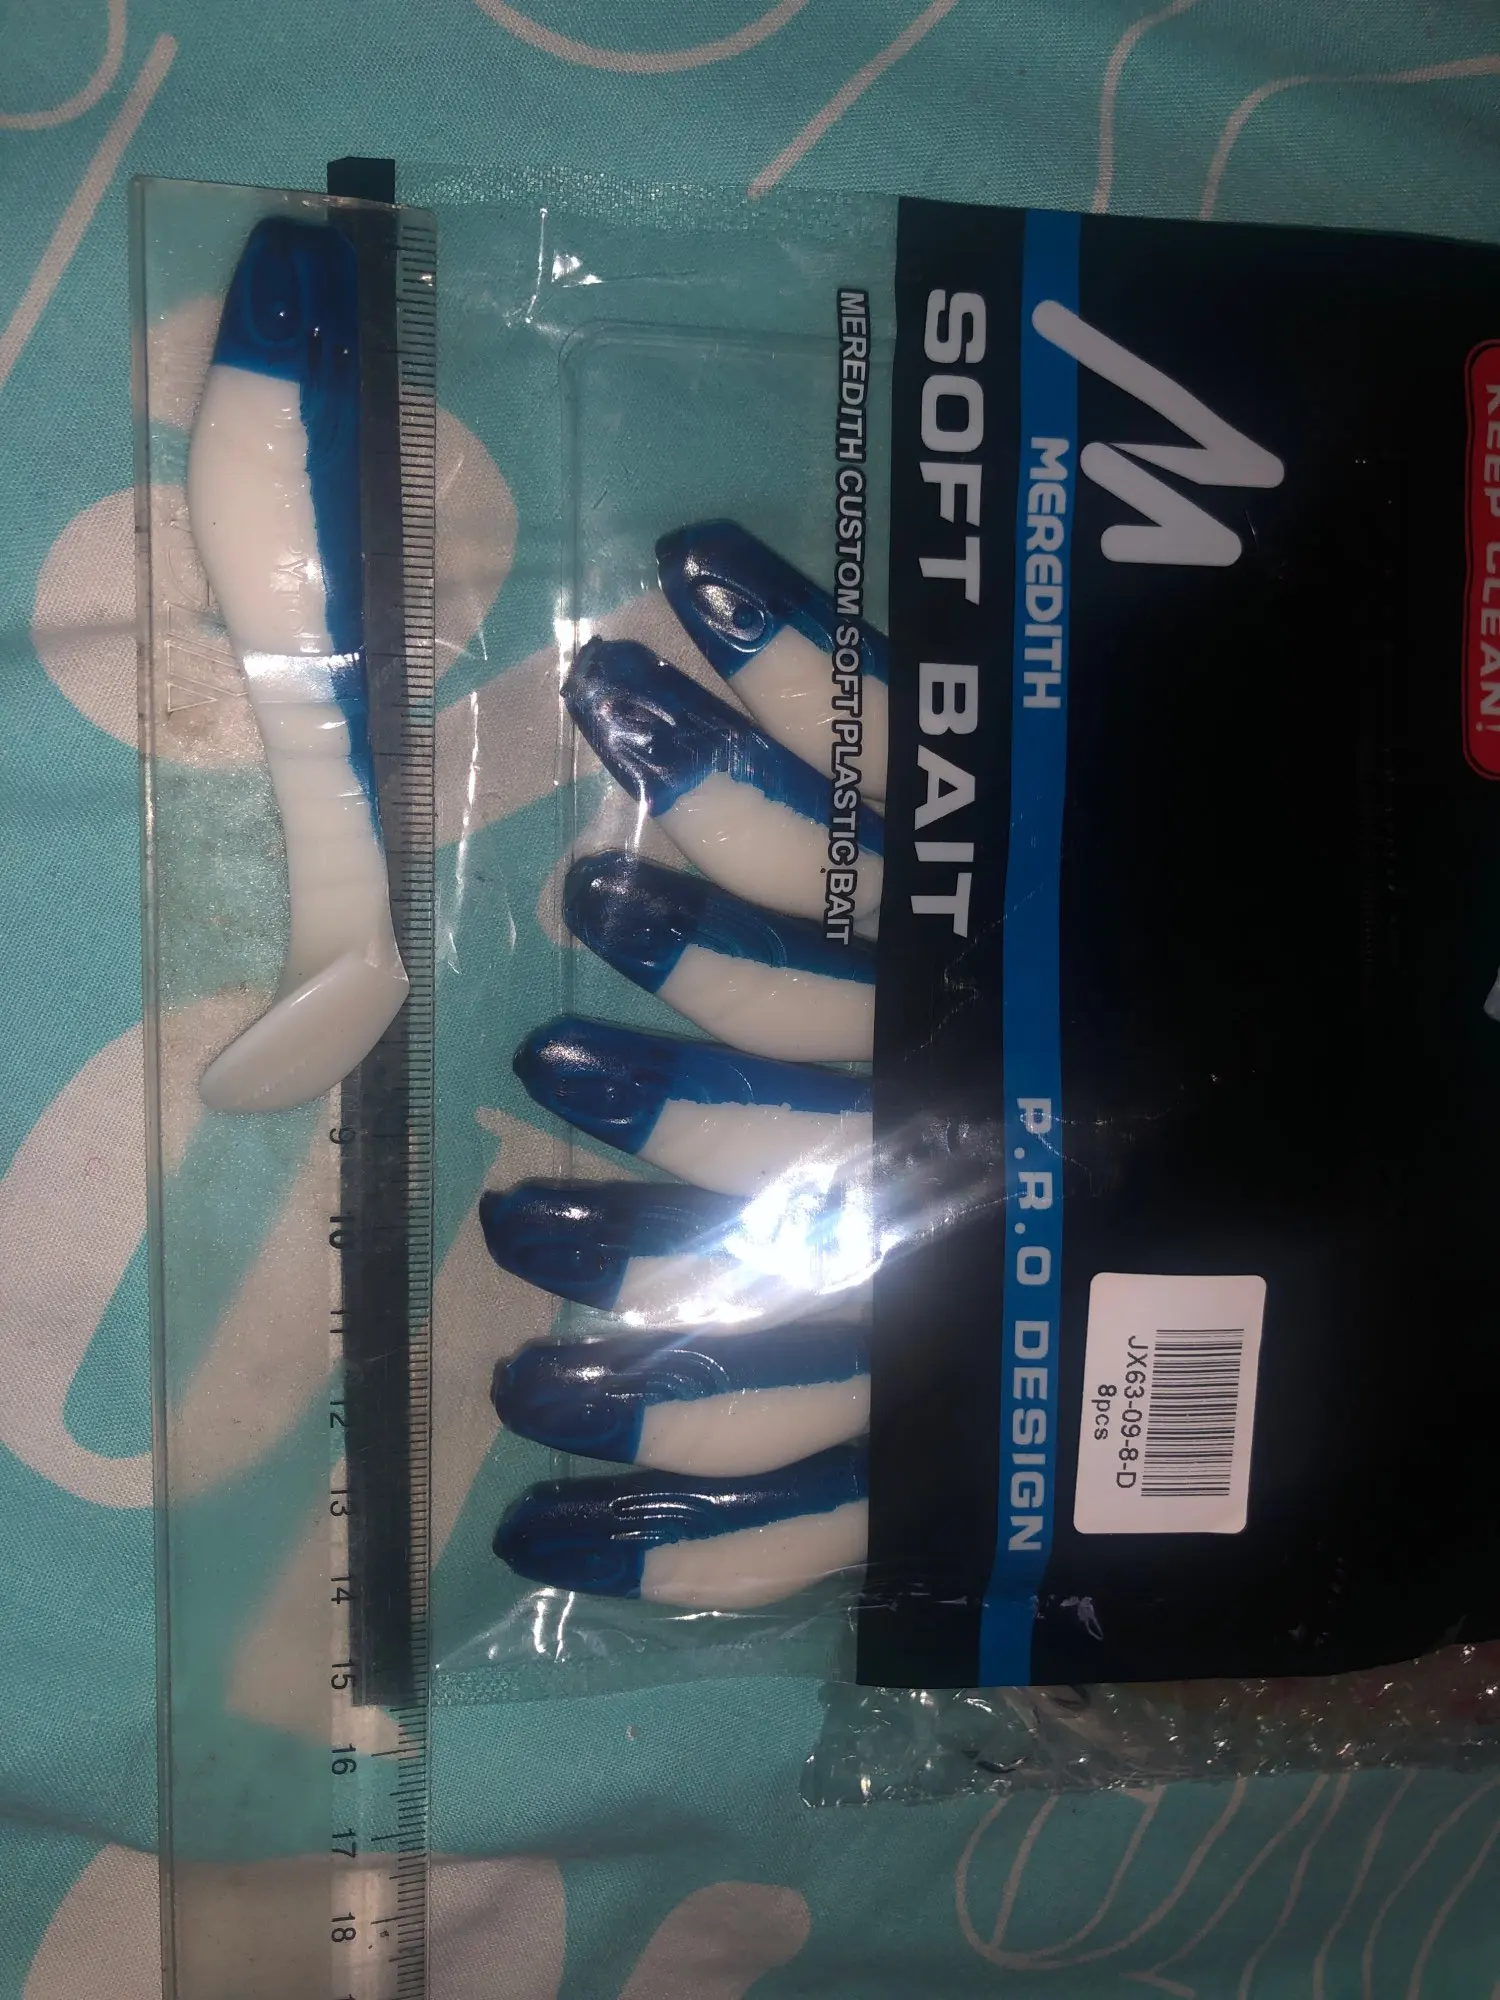 KEEP CLEAN!
M
MEREDITH P.R.O DESIGN
SOFT BAIT
MEREDITH CUSTOM SOFT PLASTIC BAIT
JX63-09-8-D
8pcs
9 10 11 12 13 14 15 16 17 18